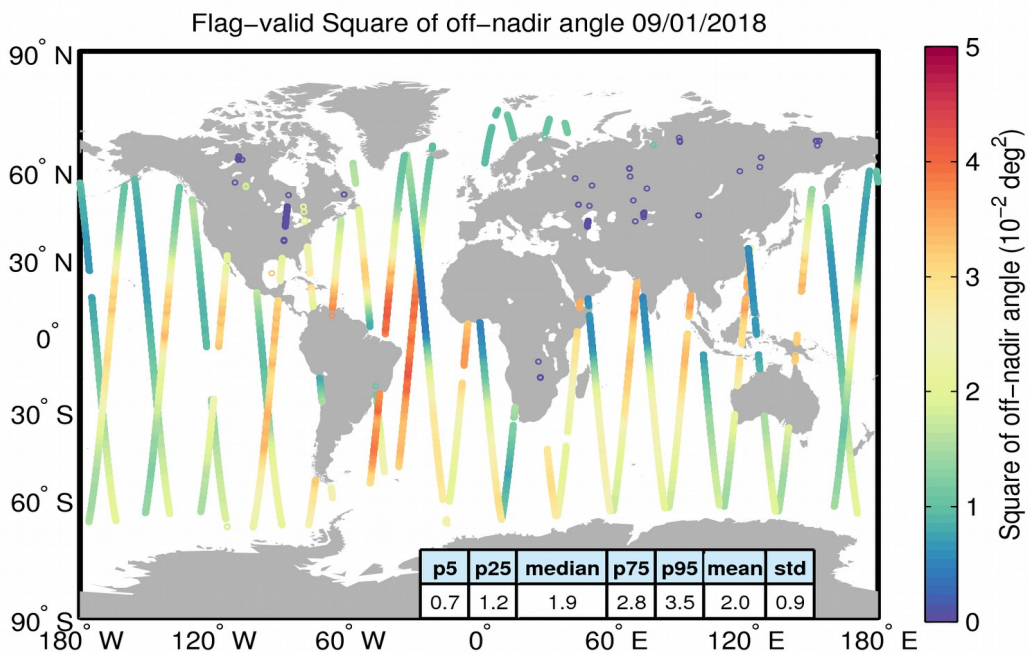 Flag−valid Square of off−nadir angle 09/01/2018
90° N
60° N
30° N
0°
30° S
60° S
90° S
180° W
120° W
60° W
0°
60° E
120° E
180° E
p5 p25 median p75 p95 mean std
0.7 1.2 1.9 2.8 3.5 2.0 0.9
5
4
3
2
1
0
Square of off−nadir angle (10⁻² deg²)